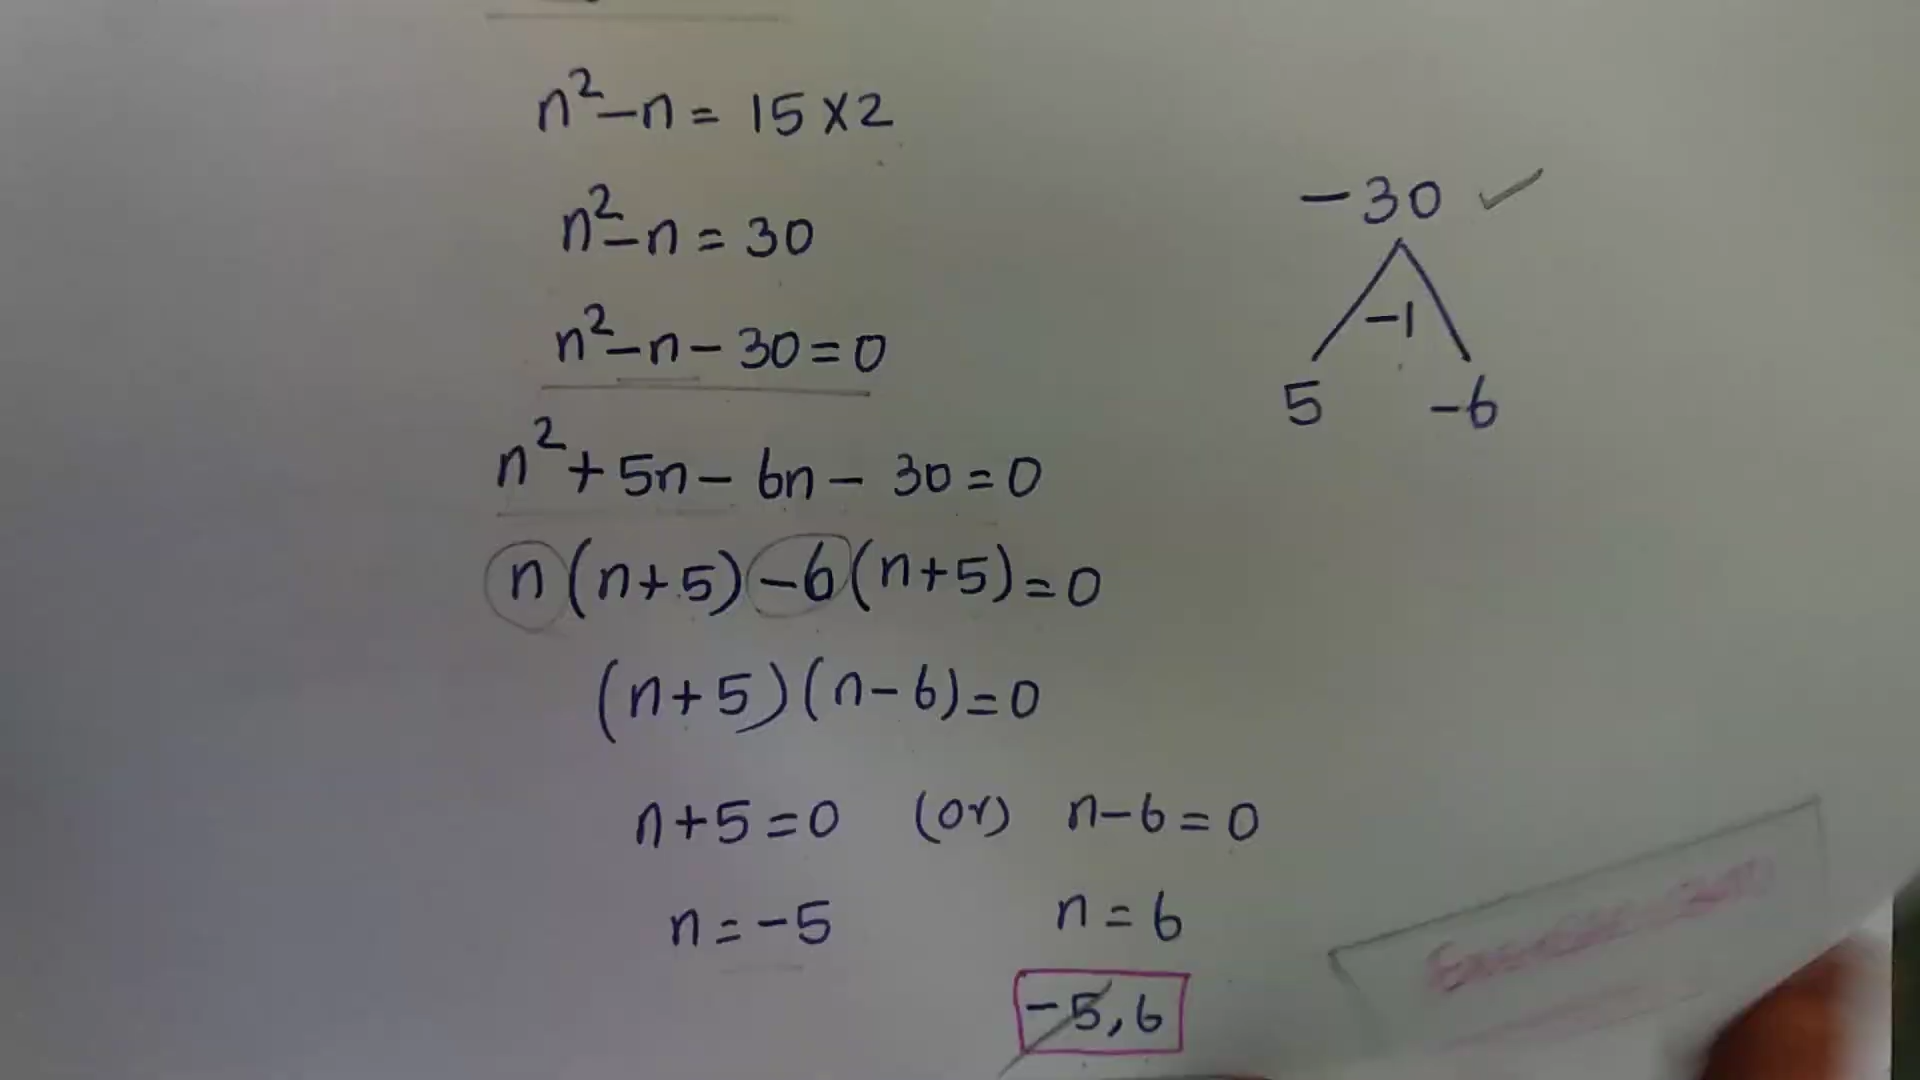 n²-n = 15 x 2
n²-n = 30
n²-n- 30 = 0
n²+5n- 6n - 30 = 0
n(n+5)-6(n+5)=0
(n+5)(n-6)=0
n+5=0 (or) n-6=0
n=-5 n=6
-5, 6
-30 ✓
-1
5 -6